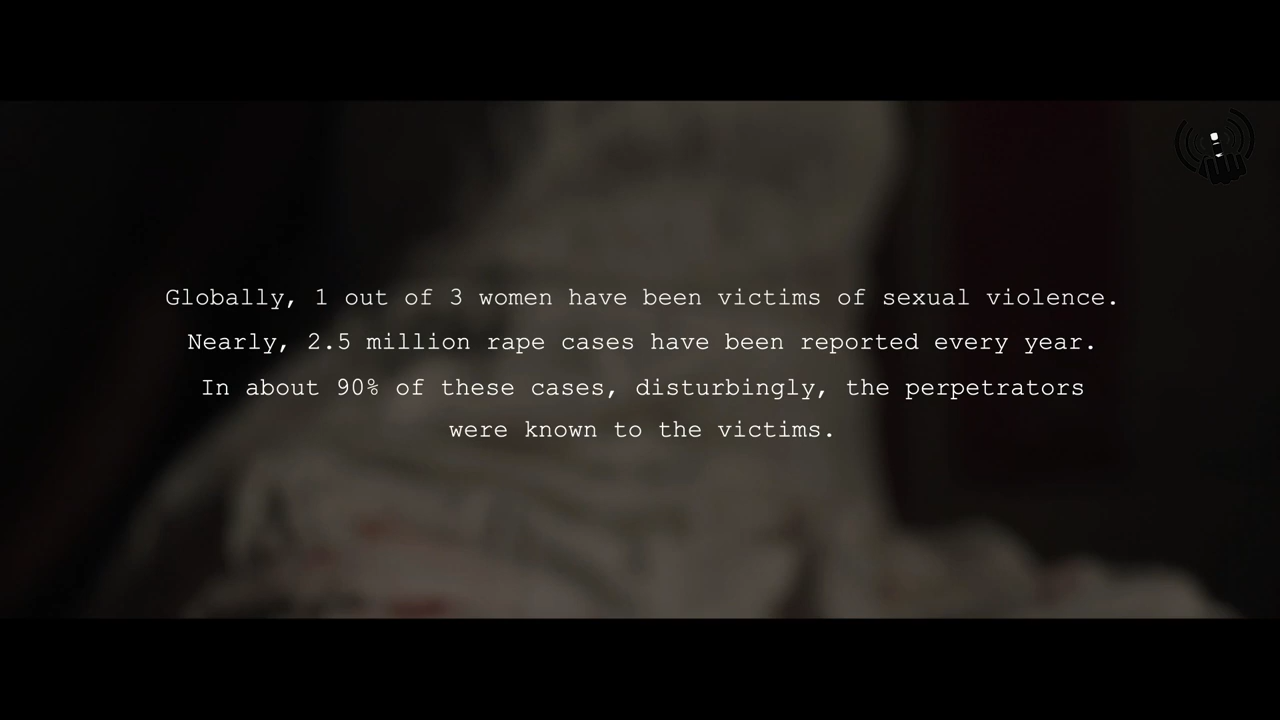 Globally, 1 out of 3 women have been victims of sexual violence.
Nearly, 2.5 million rape cases have been reported every year.
In about 90% of these cases, disturbingly, the perpetrators
were known to the victims.